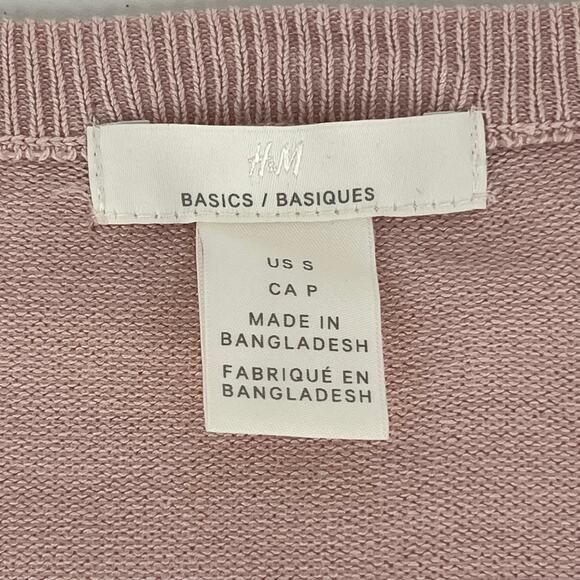 H&M
BASICS / BASIQUES
US S
CA P
MADE IN
BANGLADESH
FABRIQUÉ EN
BANGLADESH